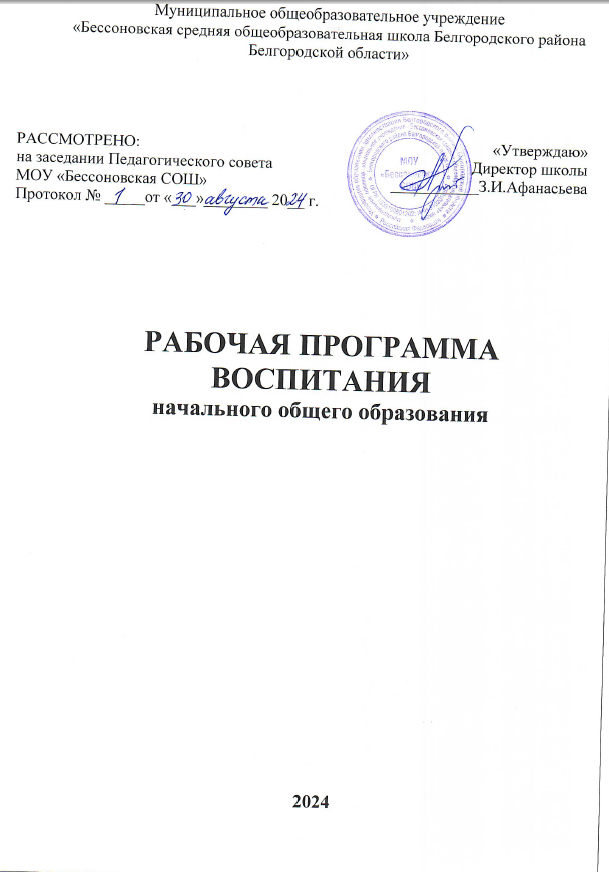 Муниципальное общеобразовательное учреждение
«Бессоновская средняя общеобразовательная школа Белгородского района
Белгородской области»
РАССМОТРЕНО:
на заседании Педагогического совета
МОУ «Бессоновская СОШ»
Протокол № 1 от «30» августа 2024 г.
«Утверждаю»
Директор школы
З.И.Афанасьева
МОУ
РАБОЧАЯ ПРОГРАММА
ВОСПИТАНИЯ
начального общего образования
2024